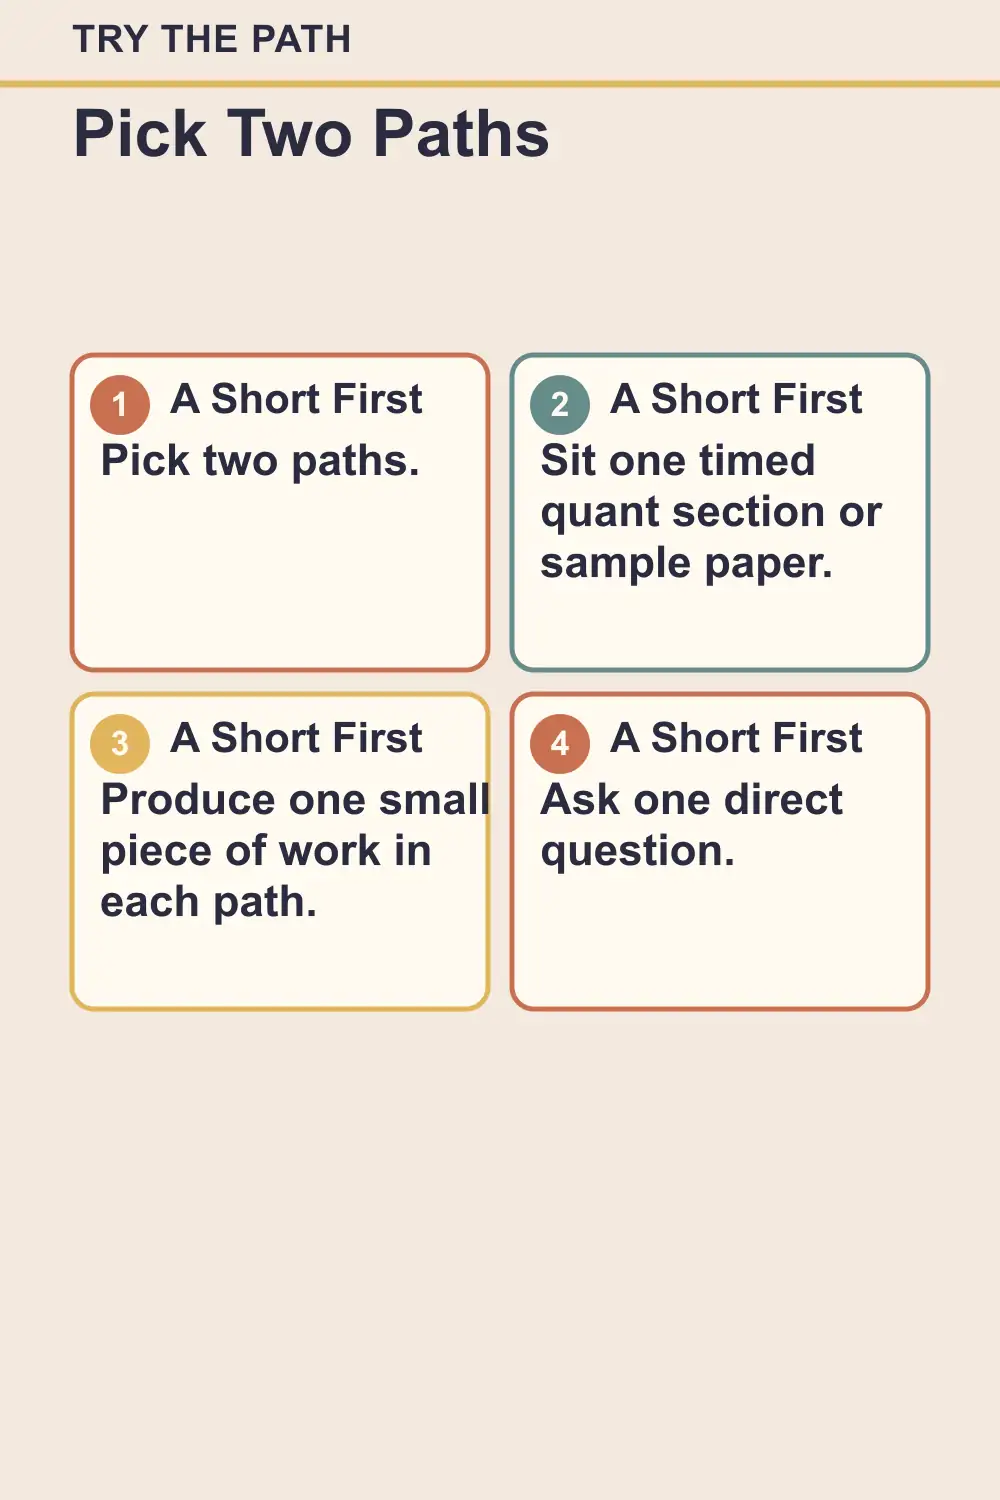 TRY THE PATH
Pick Two Paths
1 A Short First
Pick two paths.
2 A Short First
Sit one timed
quant section or
sample paper.
3 A Short First
Produce one small
piece of work in
each path.
4 A Short First
Ask one direct
question.